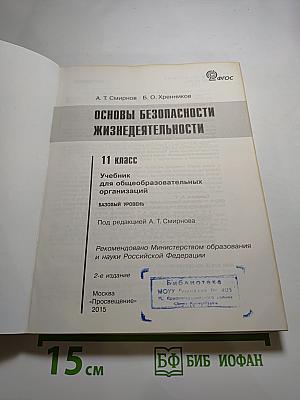 ФГОС
А. Т. Смирнов Б. О. Хренников
ОСНОВЫ БЕЗОПАСНОСТИ
ЖИЗНЕДЕЯТЕЛЬНОСТИ
11 класс
Учебник
для общеобразовательных
организаций
БАЗОВЫЙ УРОВЕНЬ
Под редакцией А. Т. Смирнова
Рекомендовано Министерством образования
и науки Российской Федерации
2-е издание
Москва
«Просвещение»
2015
Библиотека
15 см
БФ БИБ ИОФАН